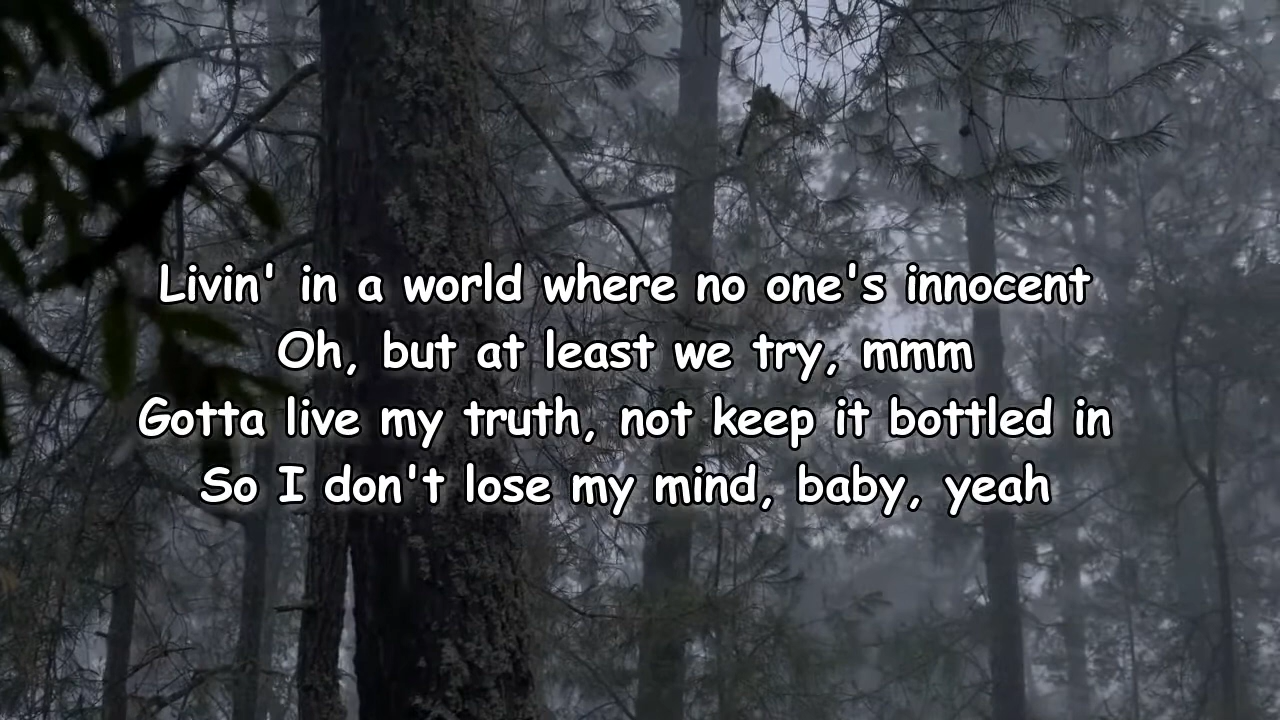 Livin' in a world where no one's innocent
Oh, but at least we try, mmm
Gotta live my truth, not keep it bottled in
So I don't lose my mind, baby, yeah